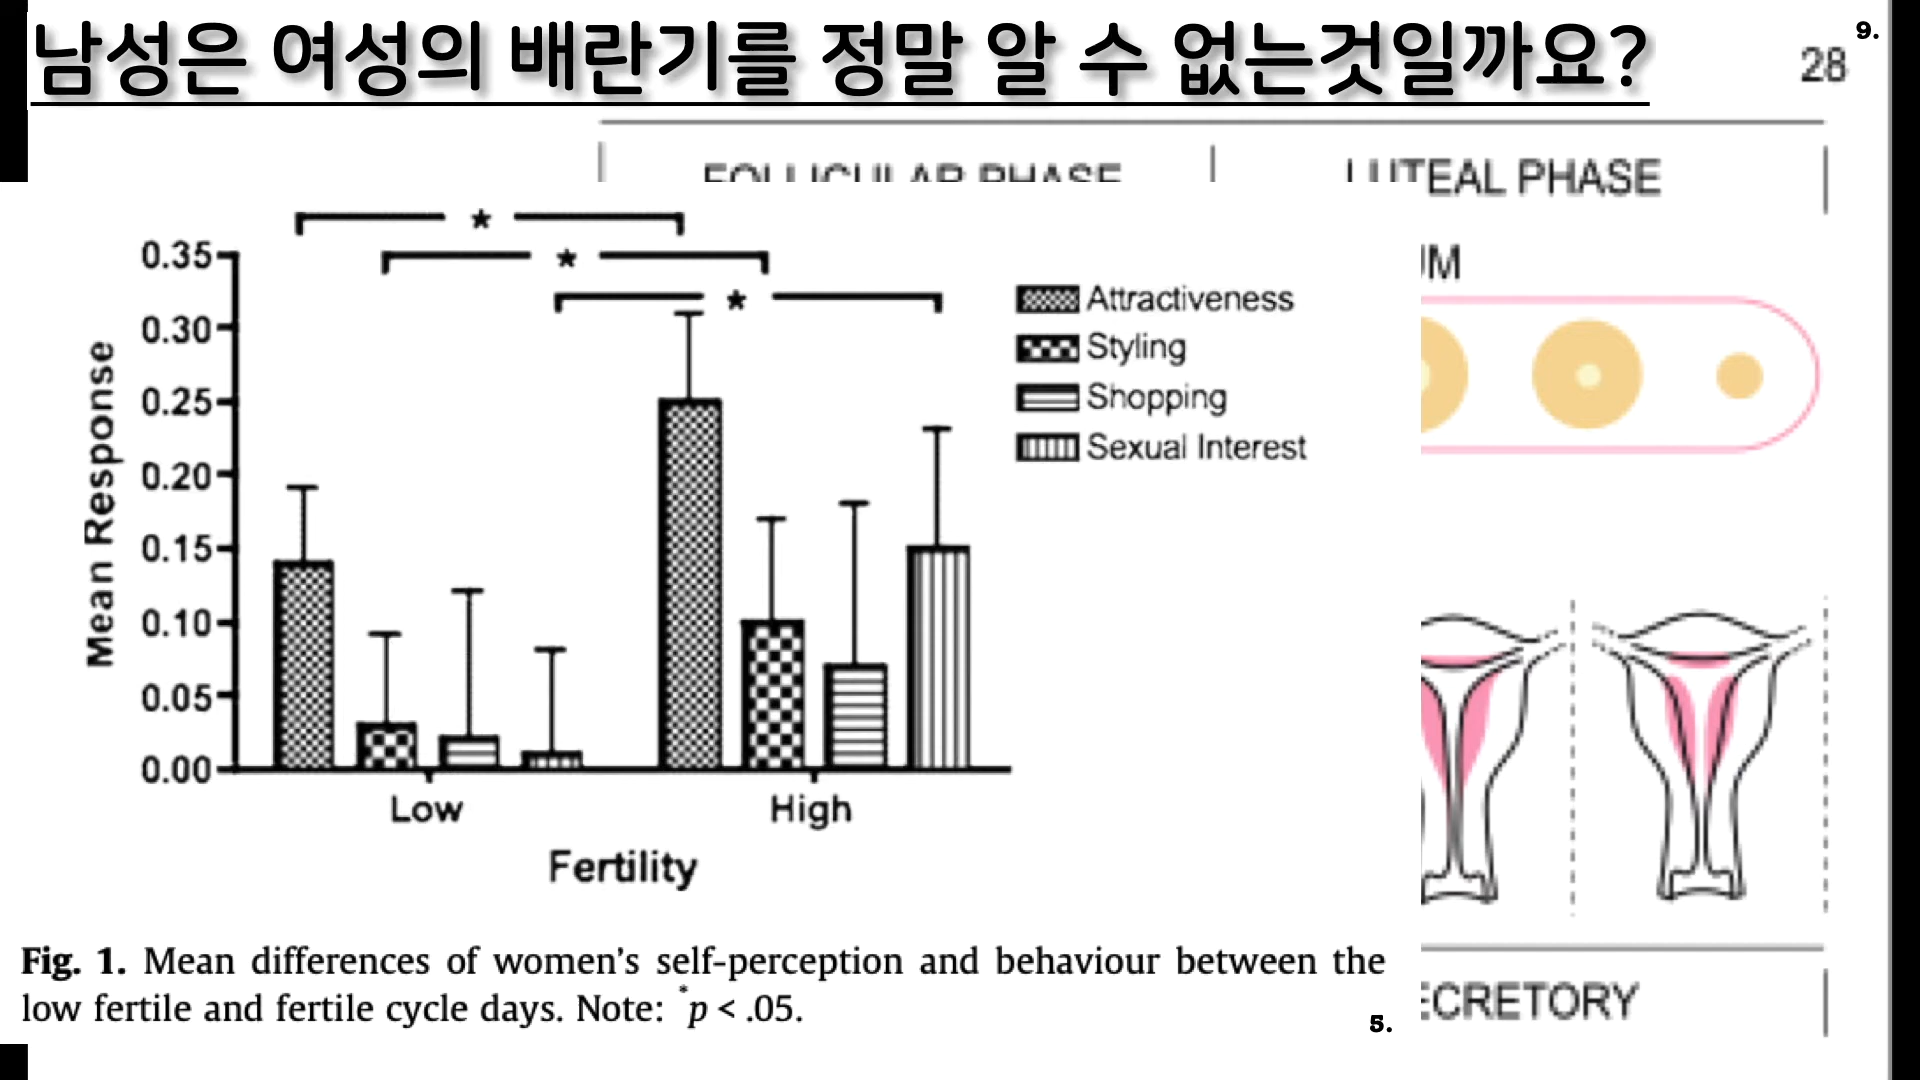 남성은 여성의 배란기를 정말 알 수 없는것일까요?
9.
28
FOLLICULAR PHASE
LUTEAL PHASE
UM
0.35
0.30
0.25
0.20
0.15
0.10
0.05
0.00
Mean Response
*
*
*
Attractiveness
Styling
Shopping
Sexual Interest
Low
High
Fertility
Fig. 1. Mean differences of women's self-perception and behaviour between the
low fertile and fertile cycle days. Note: *p < .05.
5.
ECRETORY